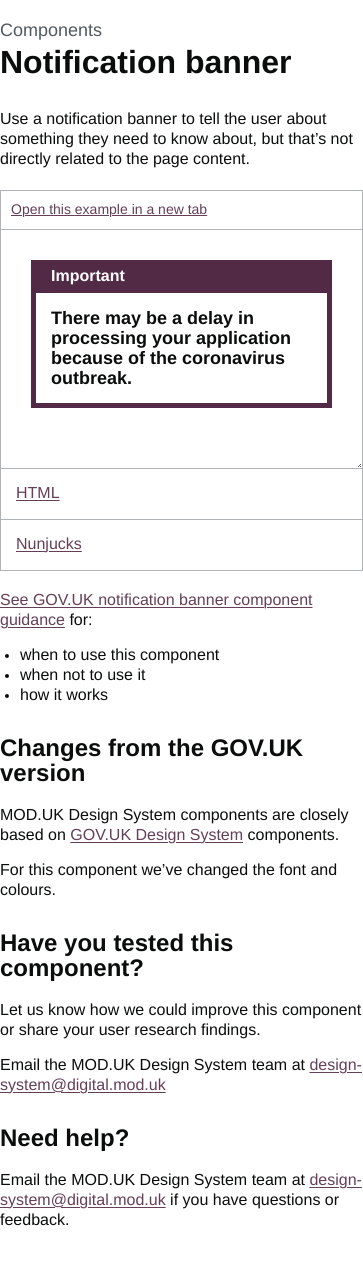 Components
Notification banner
Use a notification banner to tell the user about
something they need to know about, but that’s not
directly related to the page content.
Open this example in a new tab
Important
There may be a delay in
processing your application
because of the coronavirus
outbreak.
HTML
Nunjucks
See GOV.UK notification banner component
guidance for:
• when to use this component
• when not to use it
• how it works
Changes from the GOV.UK
version
MOD.UK Design System components are closely
based on GOV.UK Design System components.
For this component we’ve changed the font and
colours.
Have you tested this
component?
Let us know how we could improve this component
or share your user research findings.
Email the MOD.UK Design System team at design-
system@digital.mod.uk
Need help?
Email the MOD.UK Design System team at design-
system@digital.mod.uk if you have questions or
feedback.